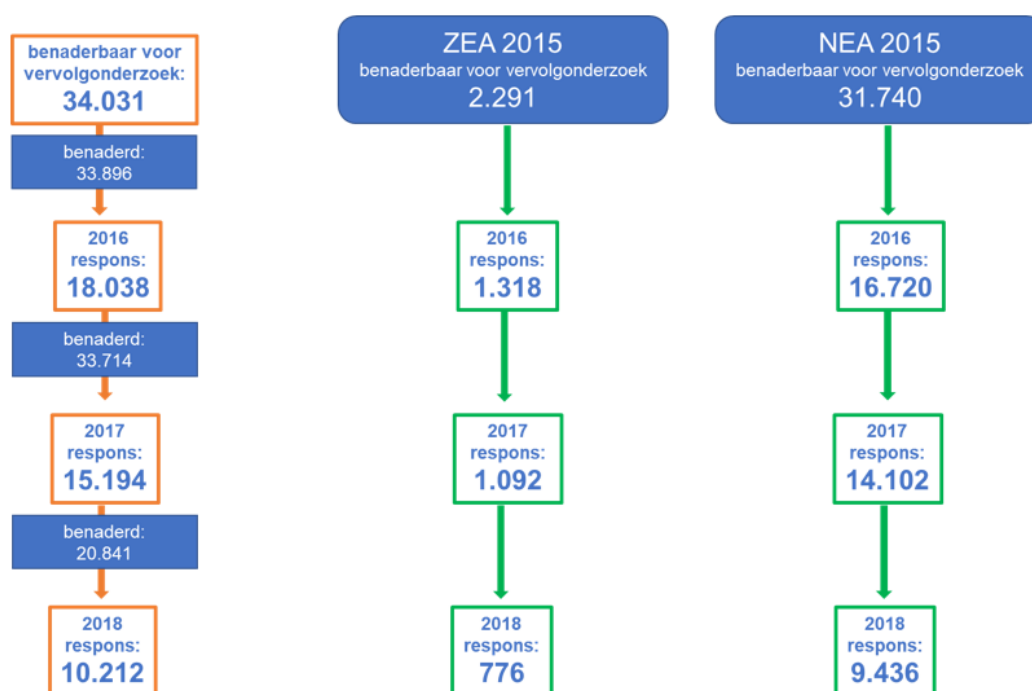 benaderbaar voor
vervolgonderzoek:
34.031
benaderd:
33.896
2016
respons:
18.038
benaderd:
33.714
2017
respons:
15.194
benaderd:
20.841
2018
respons:
10.212
ZEA 2015
benaderbaar voor vervolgonderzoek
2.291
2016
respons:
1.318
2017
respons:
1.092
2018
respons:
776
NEA 2015
benaderbaar voor vervolgonderzoek
31.740
2016
respons:
16.720
2017
respons:
14.102
2018
respons:
9.436